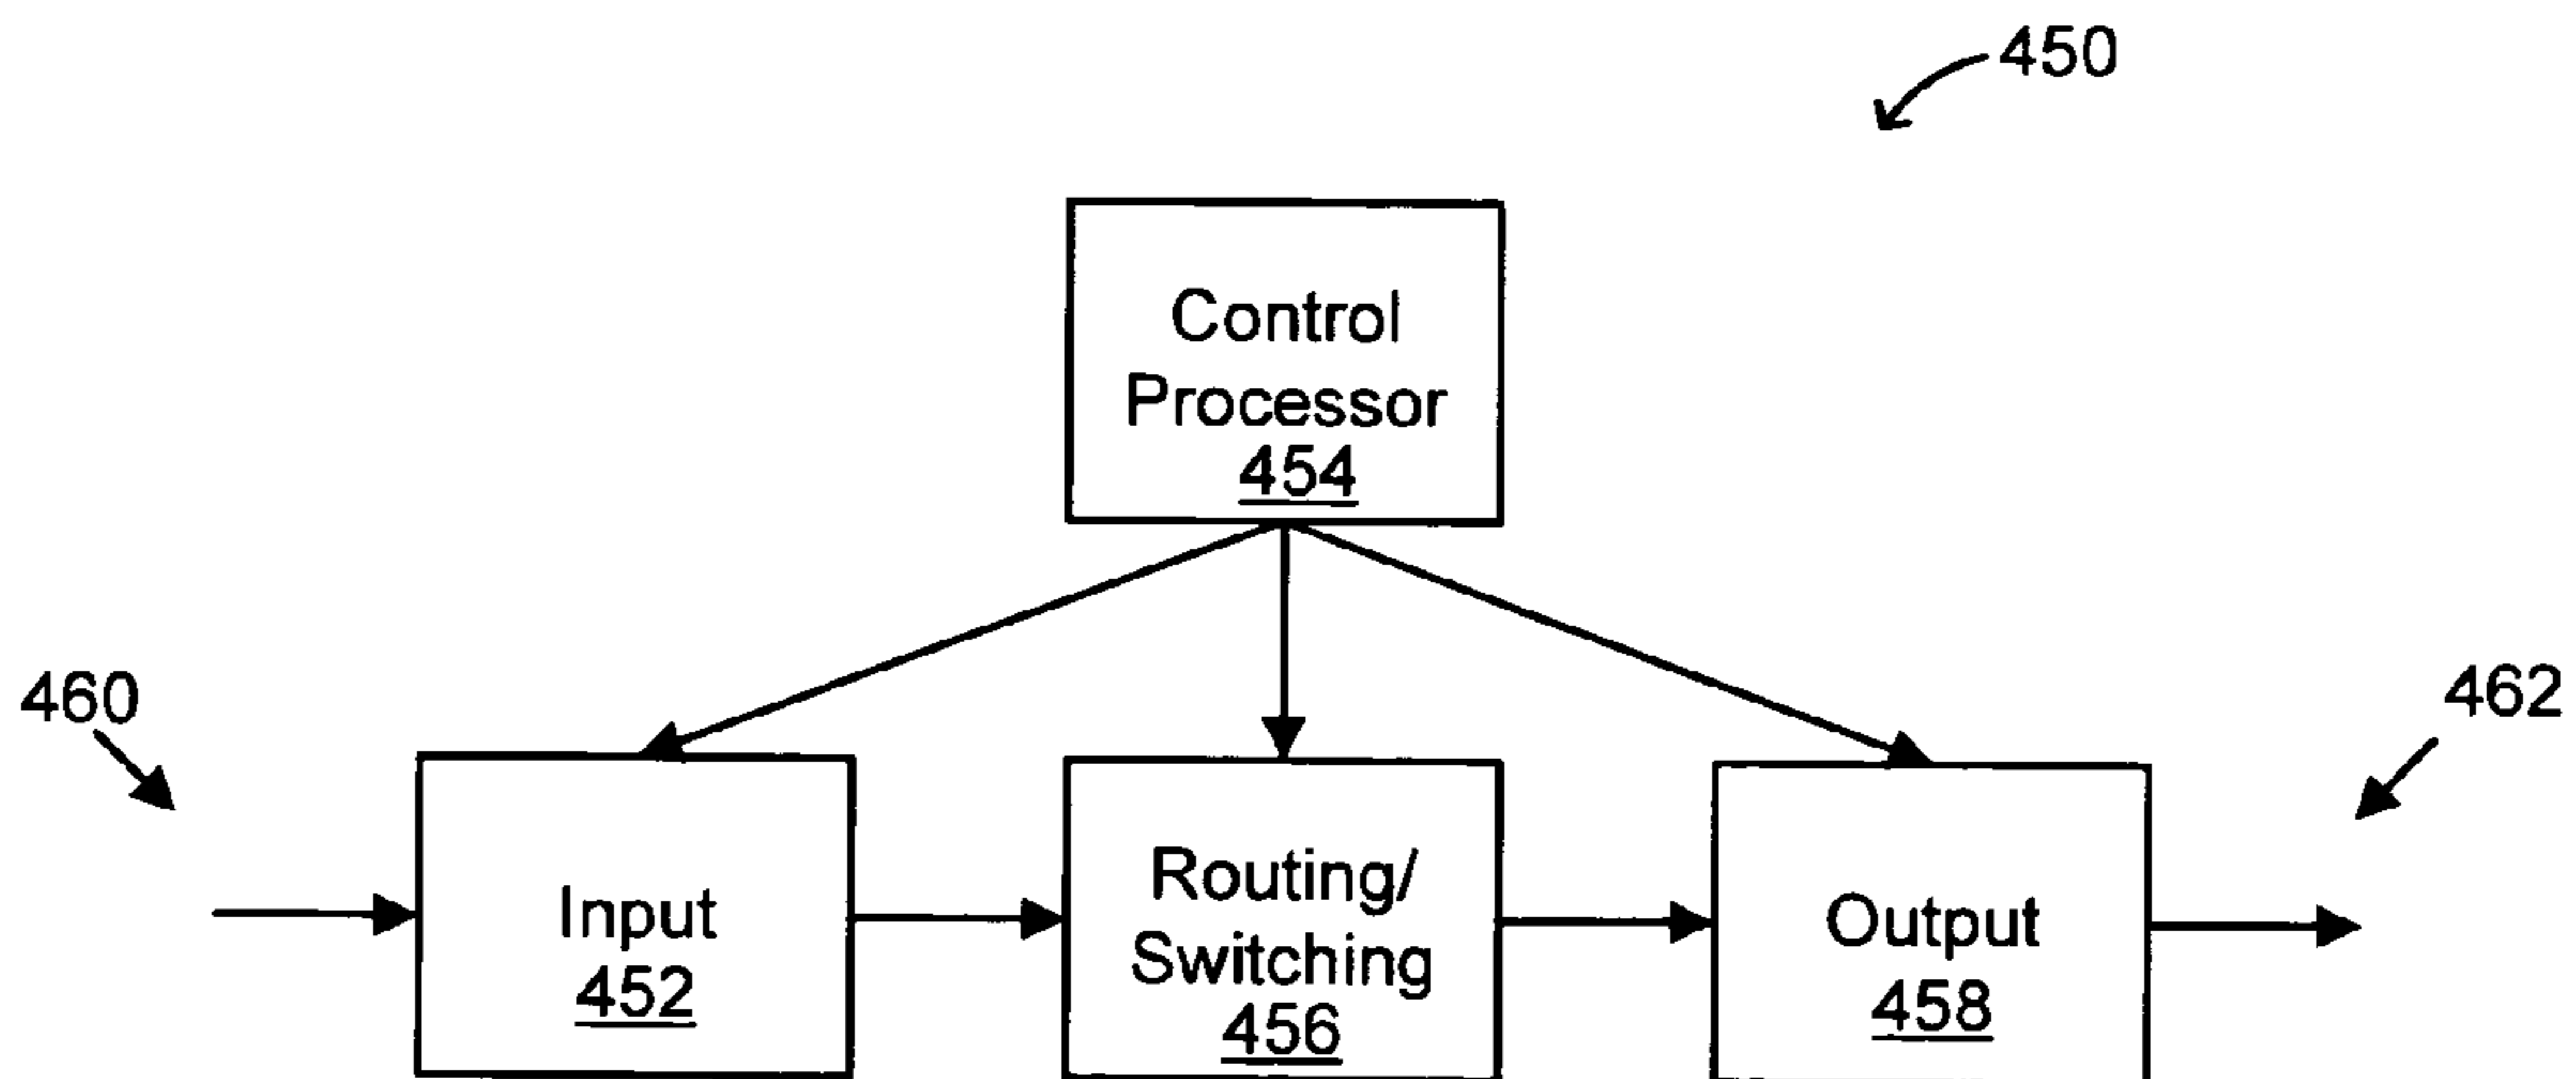 450
Control
Processor
454
460
462
Input
452
Routing/
Switching
456
Output
458